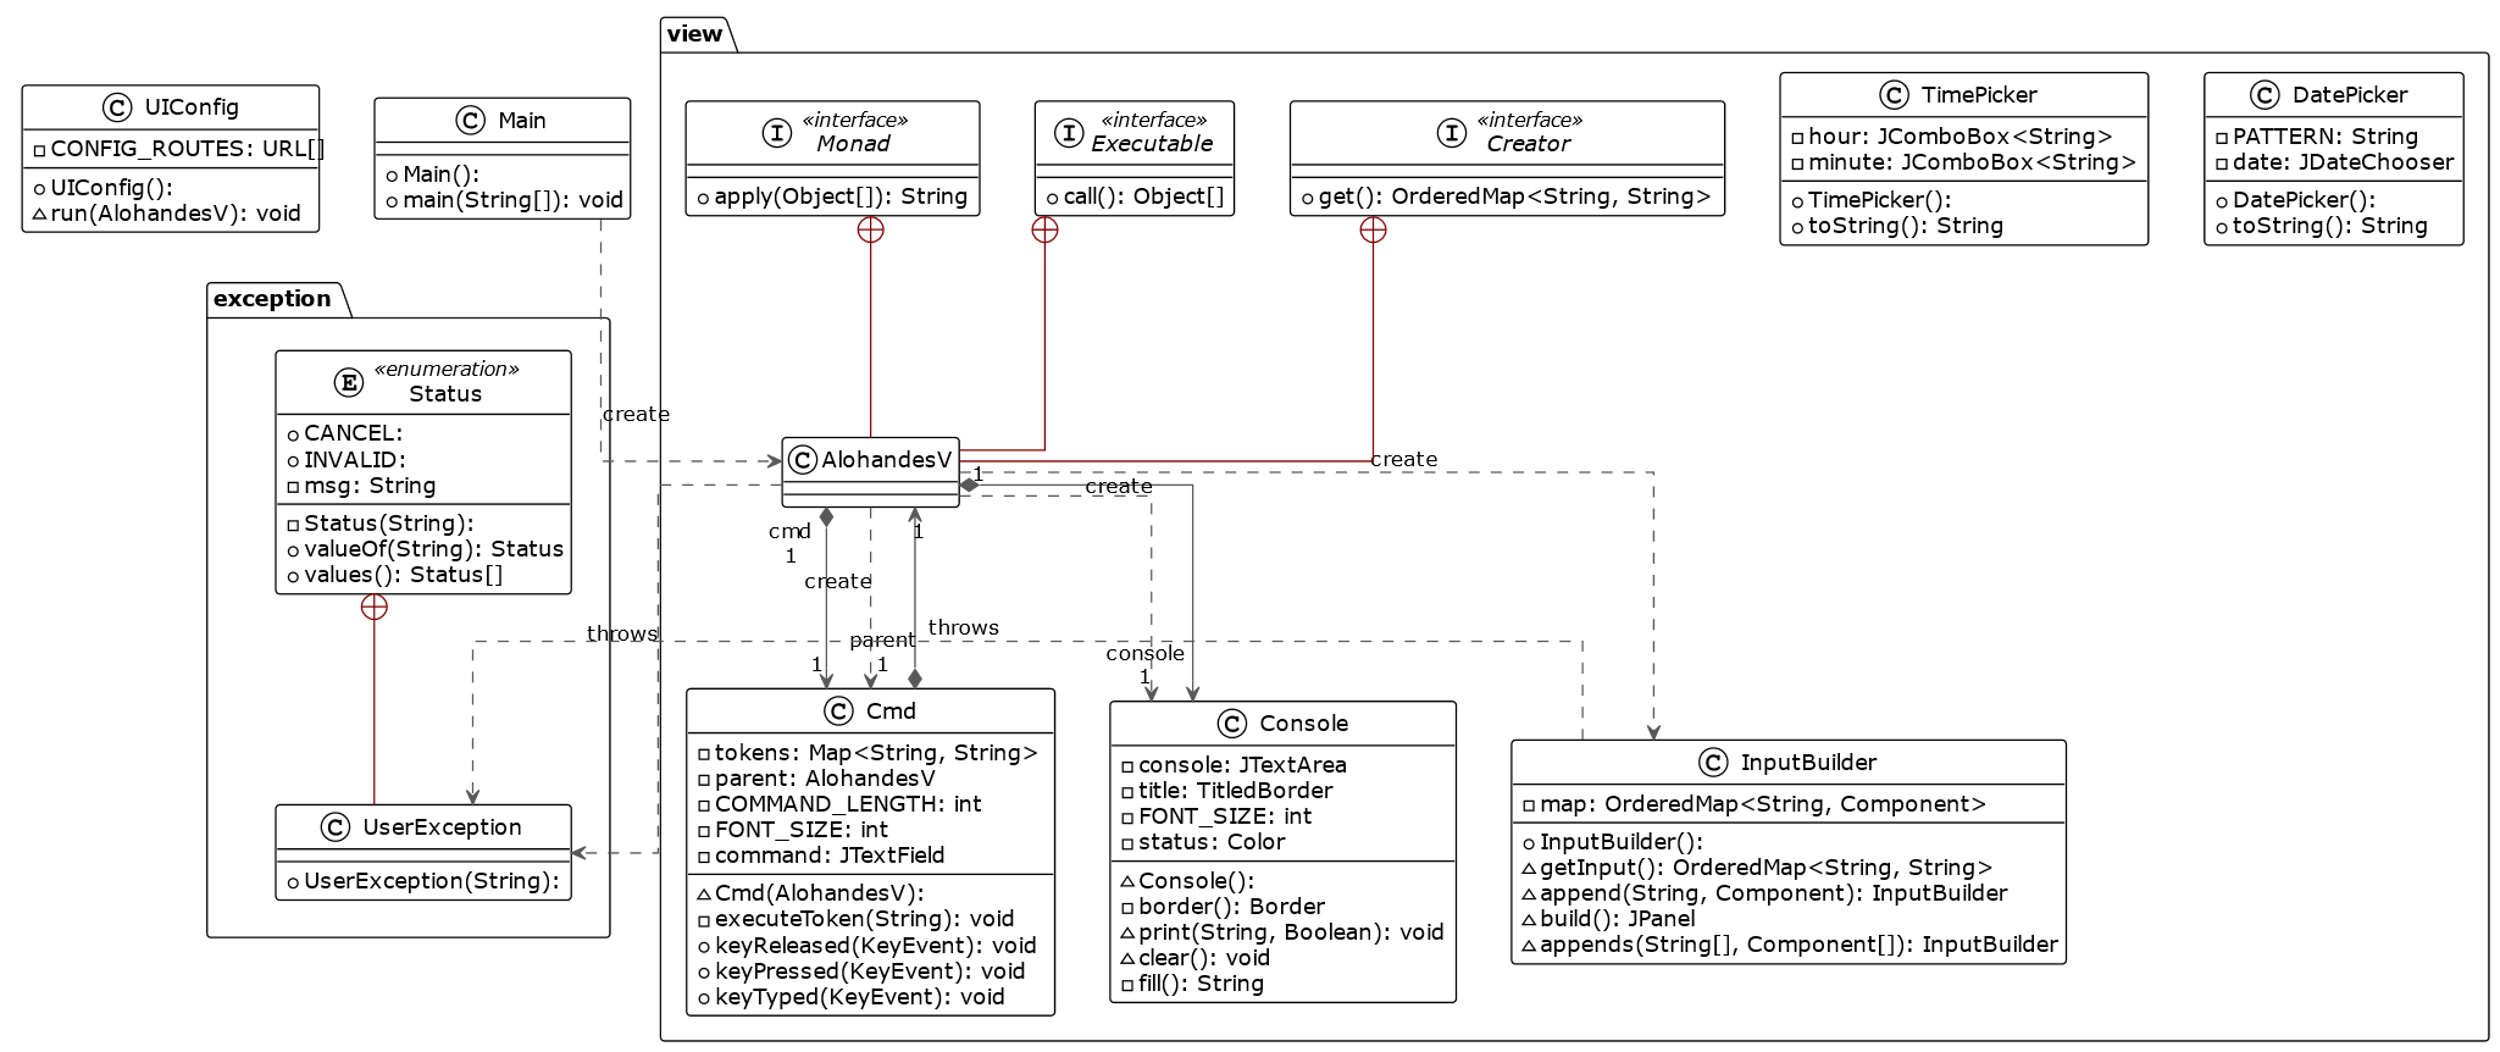 view
C UIConfig
CONFIG_ROUTES: URL[]
UIConfig():
~run(AlohandesV): void
C Main
Main():
main(String[]): void
I «interface»
Monad
apply(Object[]): String
I «interface»
Executable
call(): Object[]
I «interface»
Creator
get(): OrderedMap<String, String>
C TimePicker
hour: JComboBox<String>
minute: JComboBox<String>
TimePicker():
toString(): String
C DatePicker
PATTERN: String
date: JDateChooser
DatePicker():
toString(): String
exception
E «enumeration»
Status
CANCEL:
INVALID:
msg: String
Status(String):
valueOf(String): Status
values(): Status[]
create
C AlohandesV
1
create
create
cmd
1
1
create
throws
parent
throws
1
1
console
1
C UserException
UserException(String):
C Cmd
tokens: Map<String, String>
parent: AlohandesV
COMMAND_LENGTH: int
FONT_SIZE: int
command: JTextField
~Cmd(AlohandesV):
executeToken(String): void
keyReleased(KeyEvent): void
keyPressed(KeyEvent): void
keyTyped(KeyEvent): void
C Console
console: JTextArea
title: TitledBorder
FONT_SIZE: int
status: Color
~Console():
border(): Border
~print(String, Boolean): void
~clear(): void
fill(): String
C InputBuilder
map: OrderedMap<String, Component>
InputBuilder():
~getInput(): OrderedMap<String, String>
~append(String, Component): InputBuilder
~build(): JPanel
~appends(String[], Component[]): InputBuilder